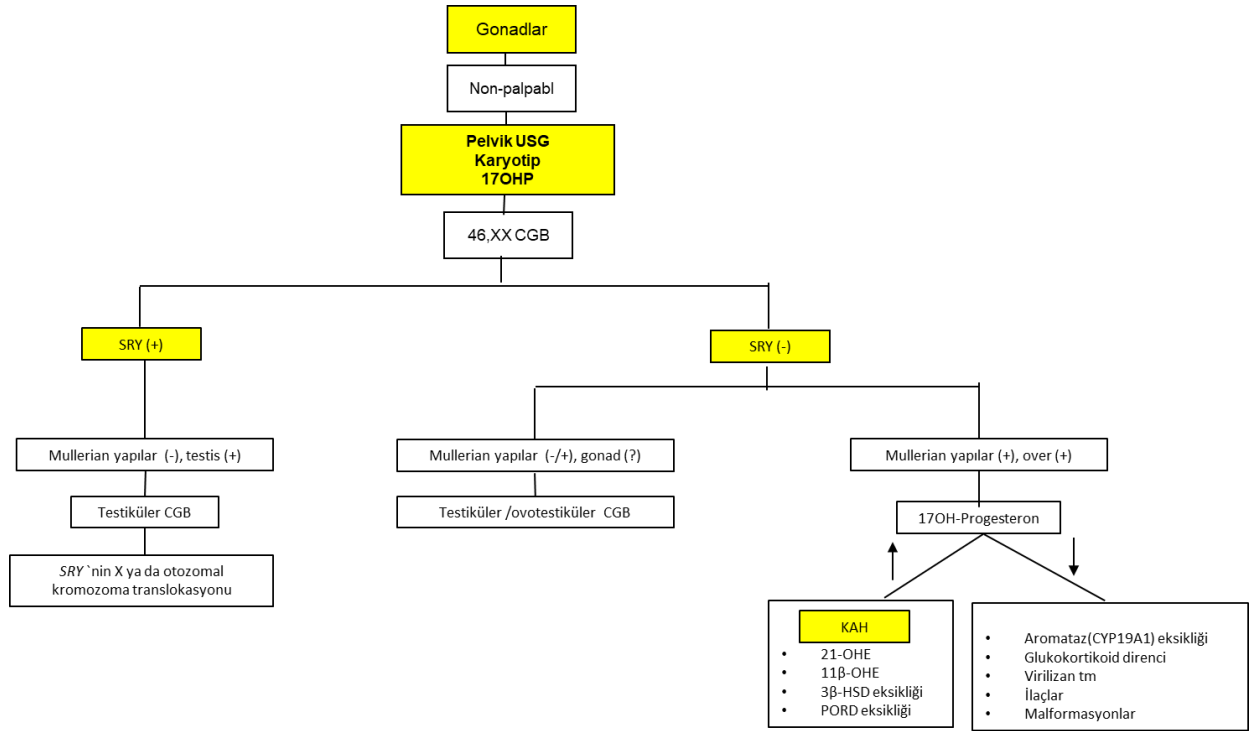 Gonadlar
Non-palpabl
Pelvik USG
Karyotip
17OHP
46,XX CGB
SRY (+)
SRY (-)
Mullerian yapılar (-), testis (+)
Mullerian yapılar (-/+), gonad (?)
Mullerian yapılar (+), over (+)
Testiküler CGB
Testiküler /ovotestiküler CGB
17OH-Progesteron
SRY `nin X ya da otozomal
kromozoma translokasyonu
KAH
• 21-OHE
• 11β-OHE
• 3β-HSD eksikliği
• PORD eksikliği
• Aromataz(CYP19A1) eksikliği
• Glukokortikoid direnci
• Virilizan tm
• İlaçlar
• Malformasyonlar